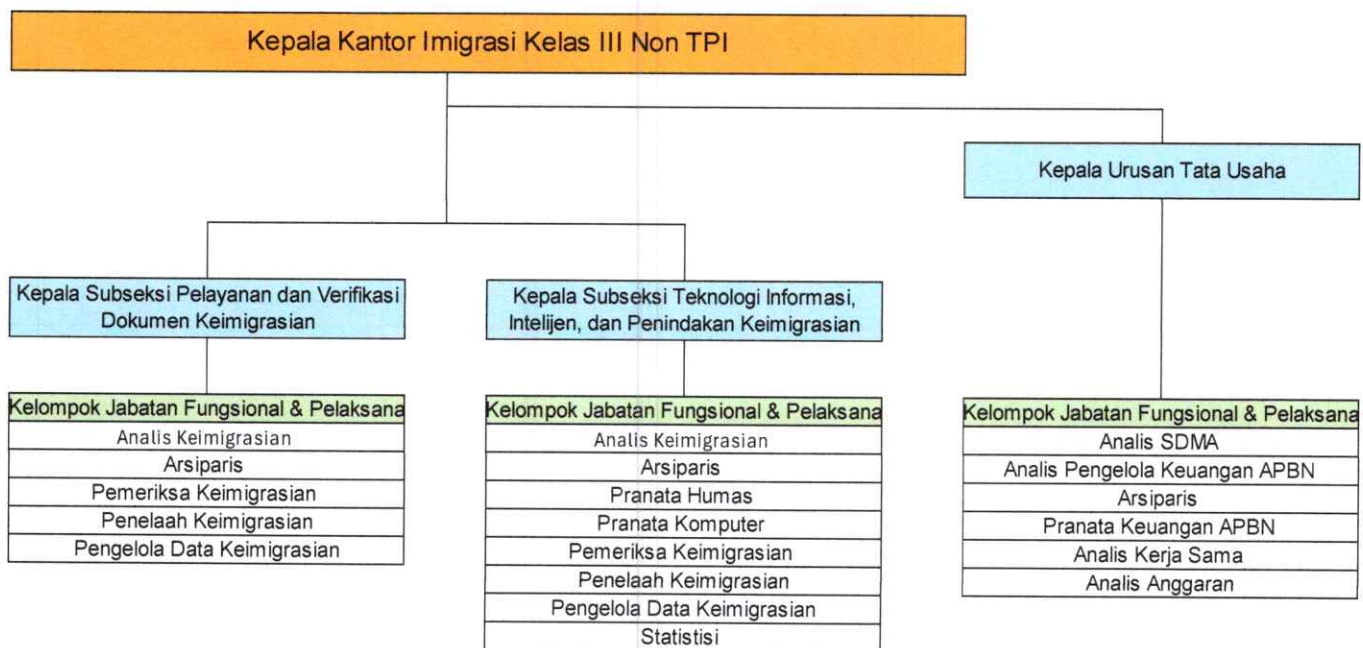 Kepala Kantor Imigrasi Kelas III Non TPI
Kepala Urusan Tata Usaha
Kepala Subseksi Pelayanan dan Verifikasi
Dokumen Keimigrasian
Kepala Subseksi Teknologi Informasi,
Intelijen, dan Penindakan Keimigrasian
Kelompok Jabatan Fungsional & Pelaksana
Analis Keimigrasian
Arsiparis
Pemeriksa Keimigrasian
Penelaah Keimigrasian
Pengelola Data Keimigrasian
Kelompok Jabatan Fungsional & Pelaksana
Analis Keimigrasian
Arsiparis
Pranata Humas
Pranata Komputer
Pemeriksa Keimigrasian
Penelaah Keimigrasian
Pengelola Data Keimigrasian
Statistisi
Kelompok Jabatan Fungsional & Pelaksana
Analis SDMA
Analis Pengelola Keuangan APBN
Arsiparis
Pranata Keuangan APBN
Analis Kerja Sama
Analis Anggaran